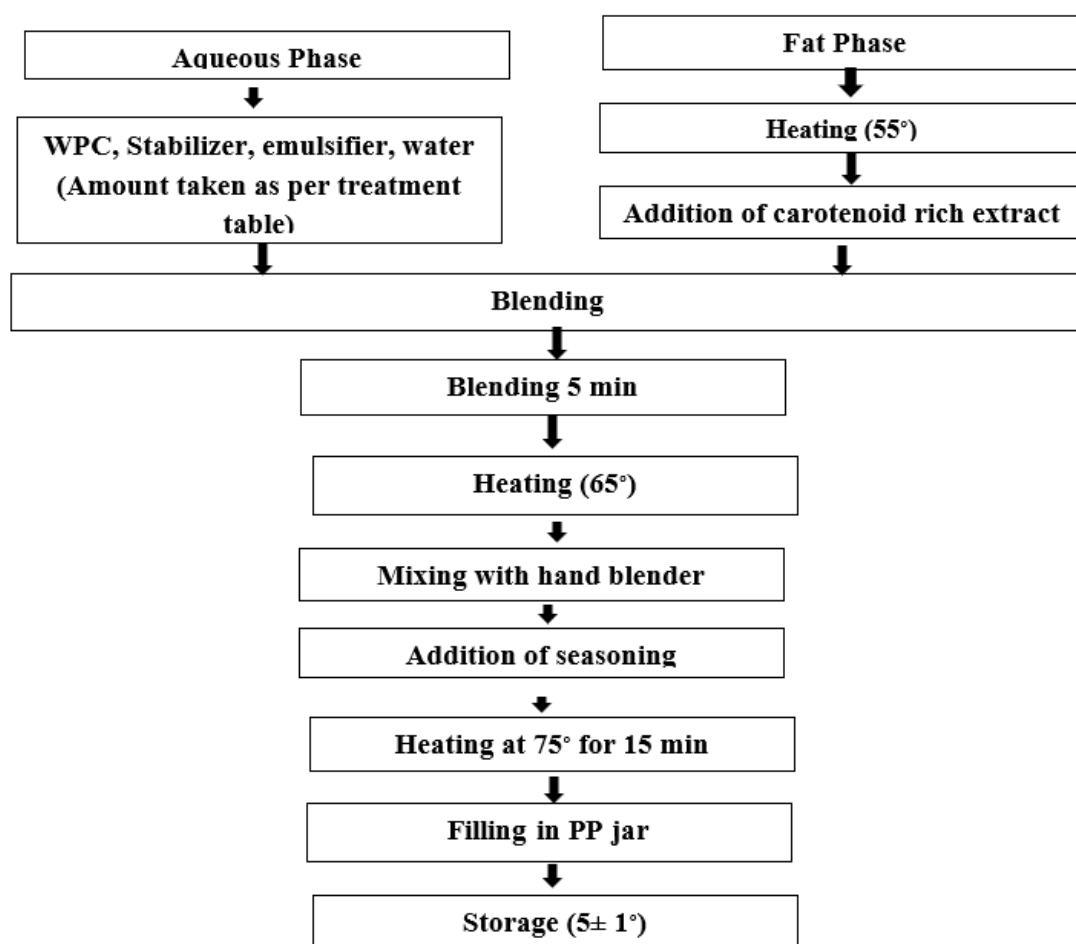 Aqueous Phase
Fat Phase
WPC, Stabilizer, emulsifier, water
(Amount taken as per treatment
table)
Heating (55°)
Addition of carotenoid rich extract
Blending
Blending 5 min
Heating (65°)
Mixing with hand blender
Addition of seasoning
Heating at 75° for 15 min
Filling in PP jar
Storage (5± 1°)